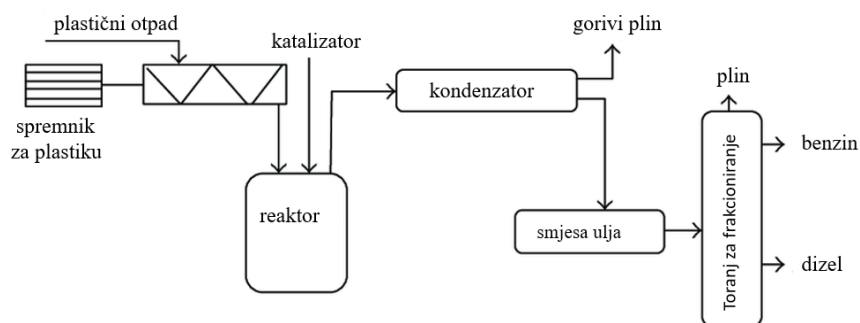 plastični otpad
spremnik
za plastiku
katalizator
reaktor
kondenzator
gorivi plin
smjesa ulja
plin
Toranj za frakcioniranje
benzin
dizel